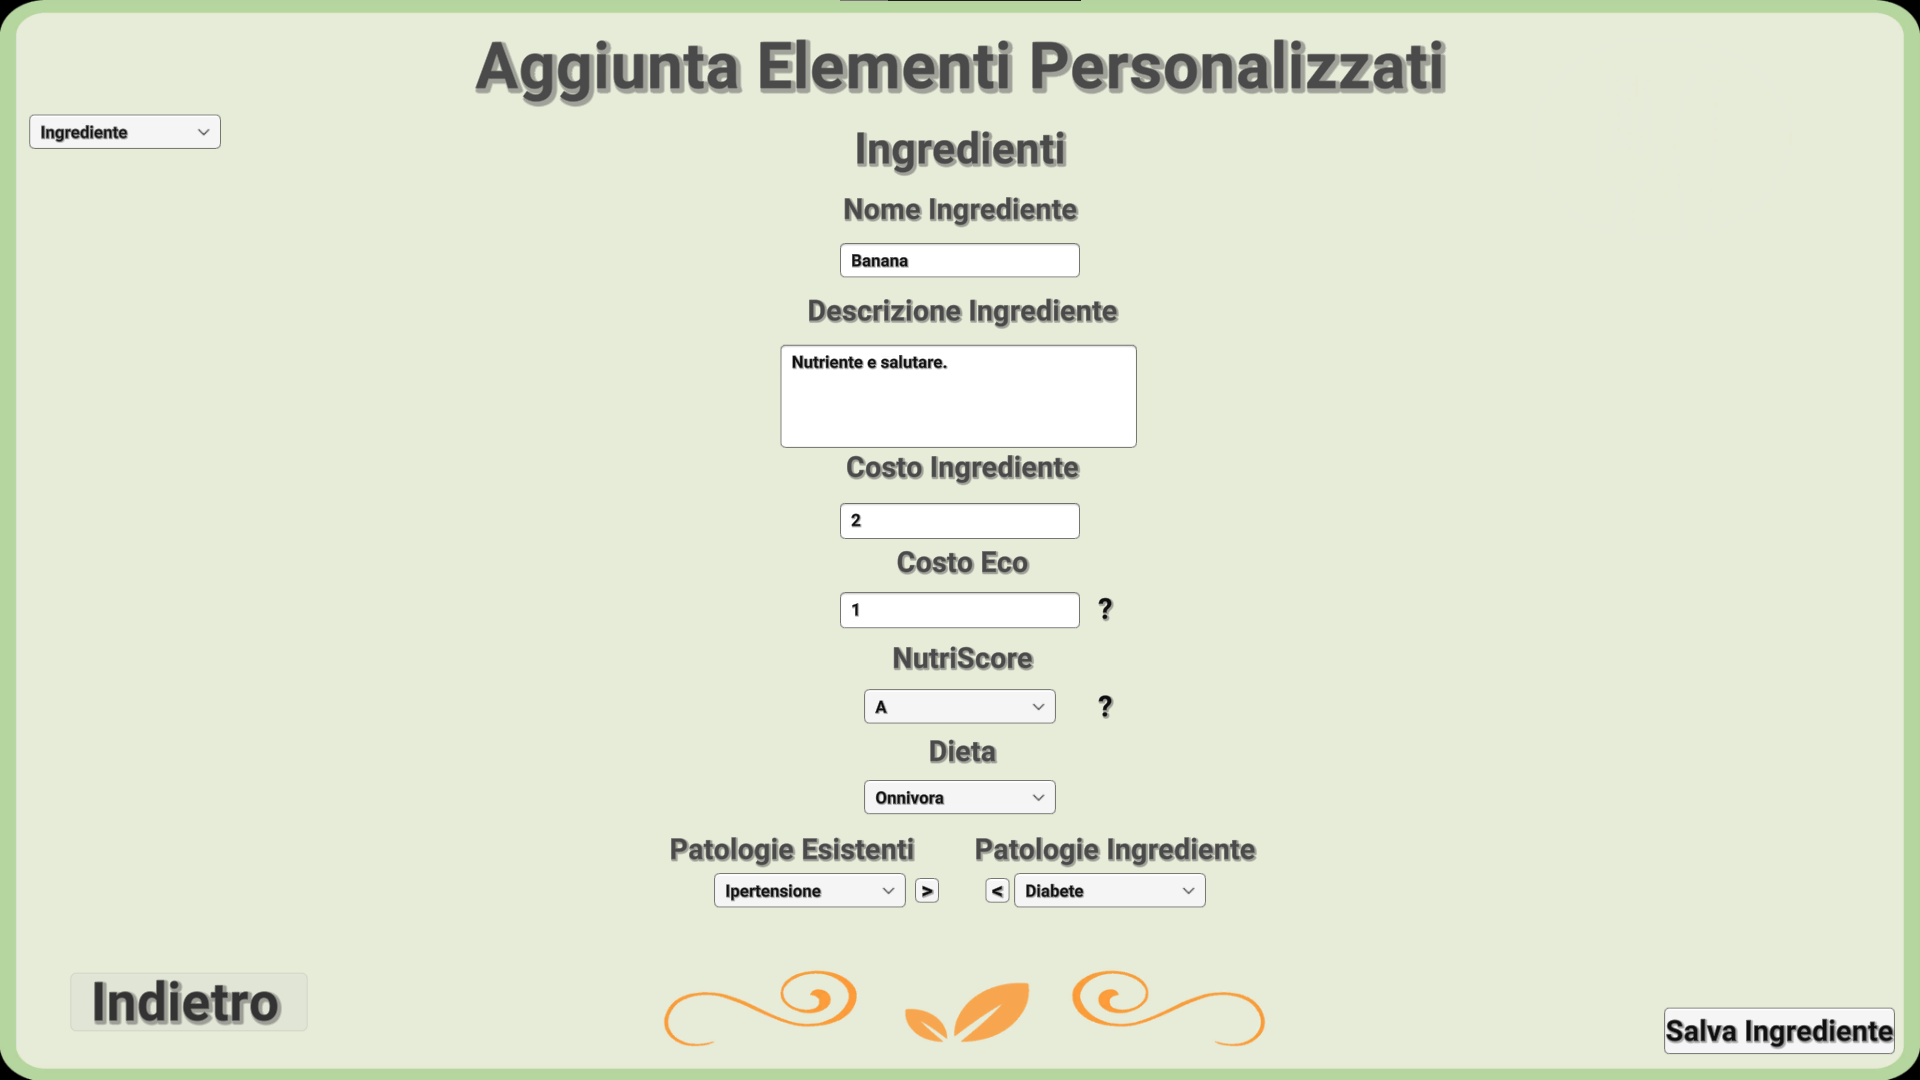 Aggiunta Elementi Personalizzati
Ingrediente
Ingredienti
Nome Ingrediente
Banana
Descrizione Ingrediente
Nutriente e salutare.
Costo Ingrediente
2
Costo Eco
1 ?
NutriScore
A ?
Dieta
Onnivora
Patologie Esistenti Patologie Ingrediente
Ipertensione > < Diabete
Indietro
Salva Ingrediente